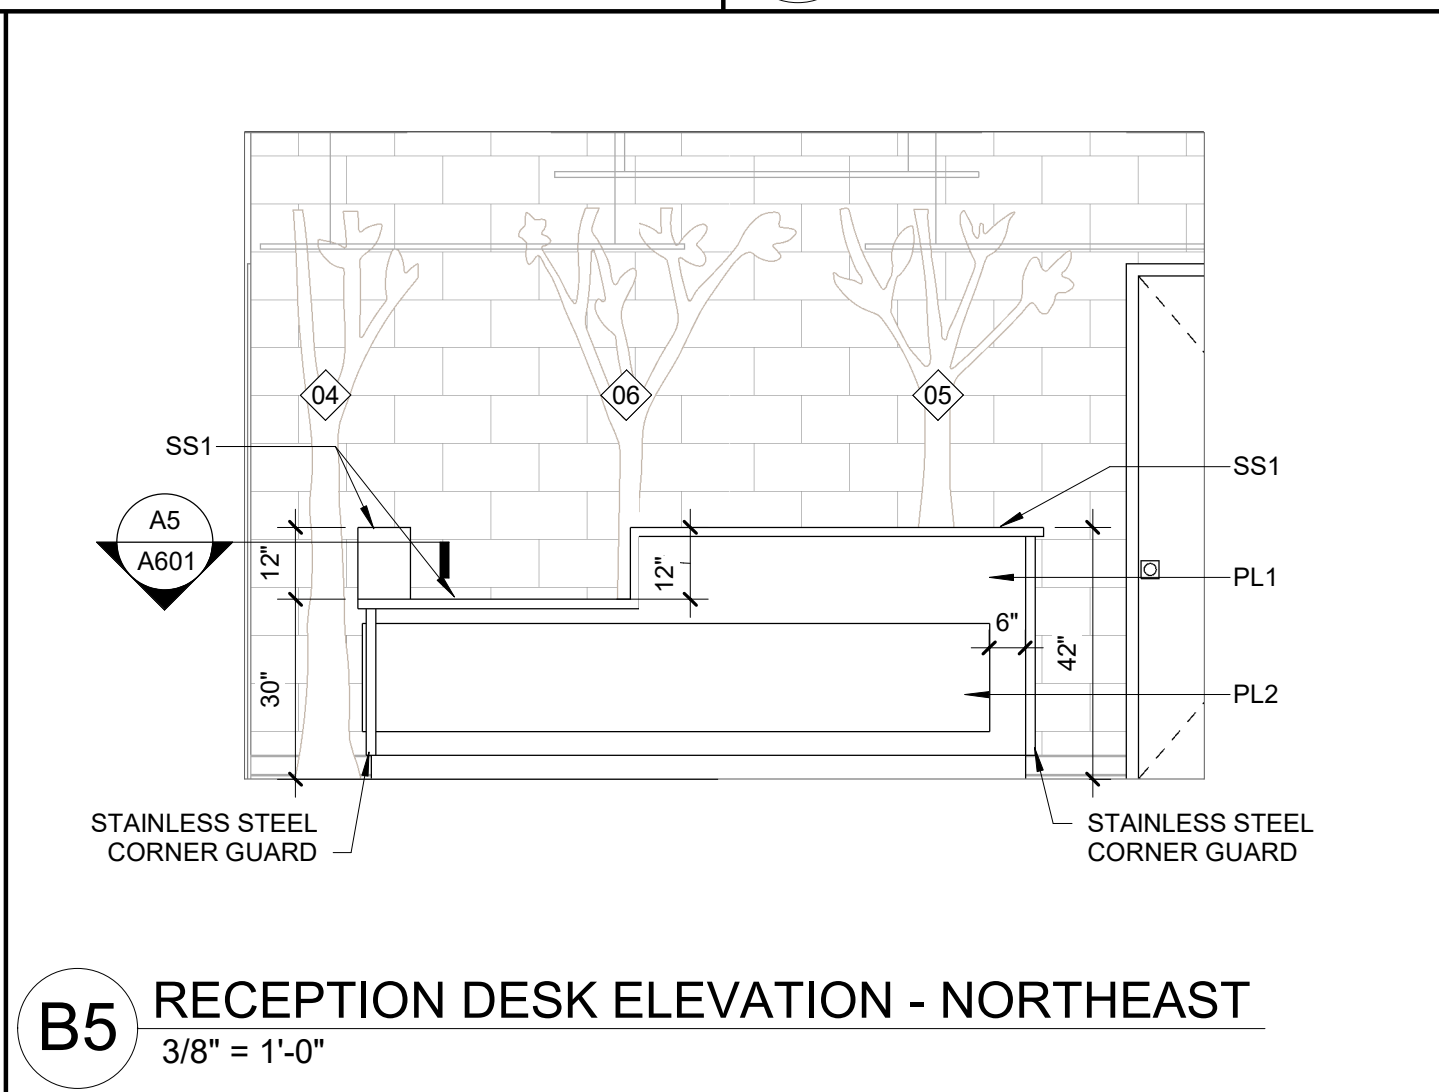 04
06
05
SS1
SS1
A5
A601
12"
12"
PL1
6"
42"
30"
PL2
STAINLESS STEEL
CORNER GUARD
STAINLESS STEEL
CORNER GUARD
B5
RECEPTION DESK ELEVATION - NORTHEAST
3/8" = 1'-0"